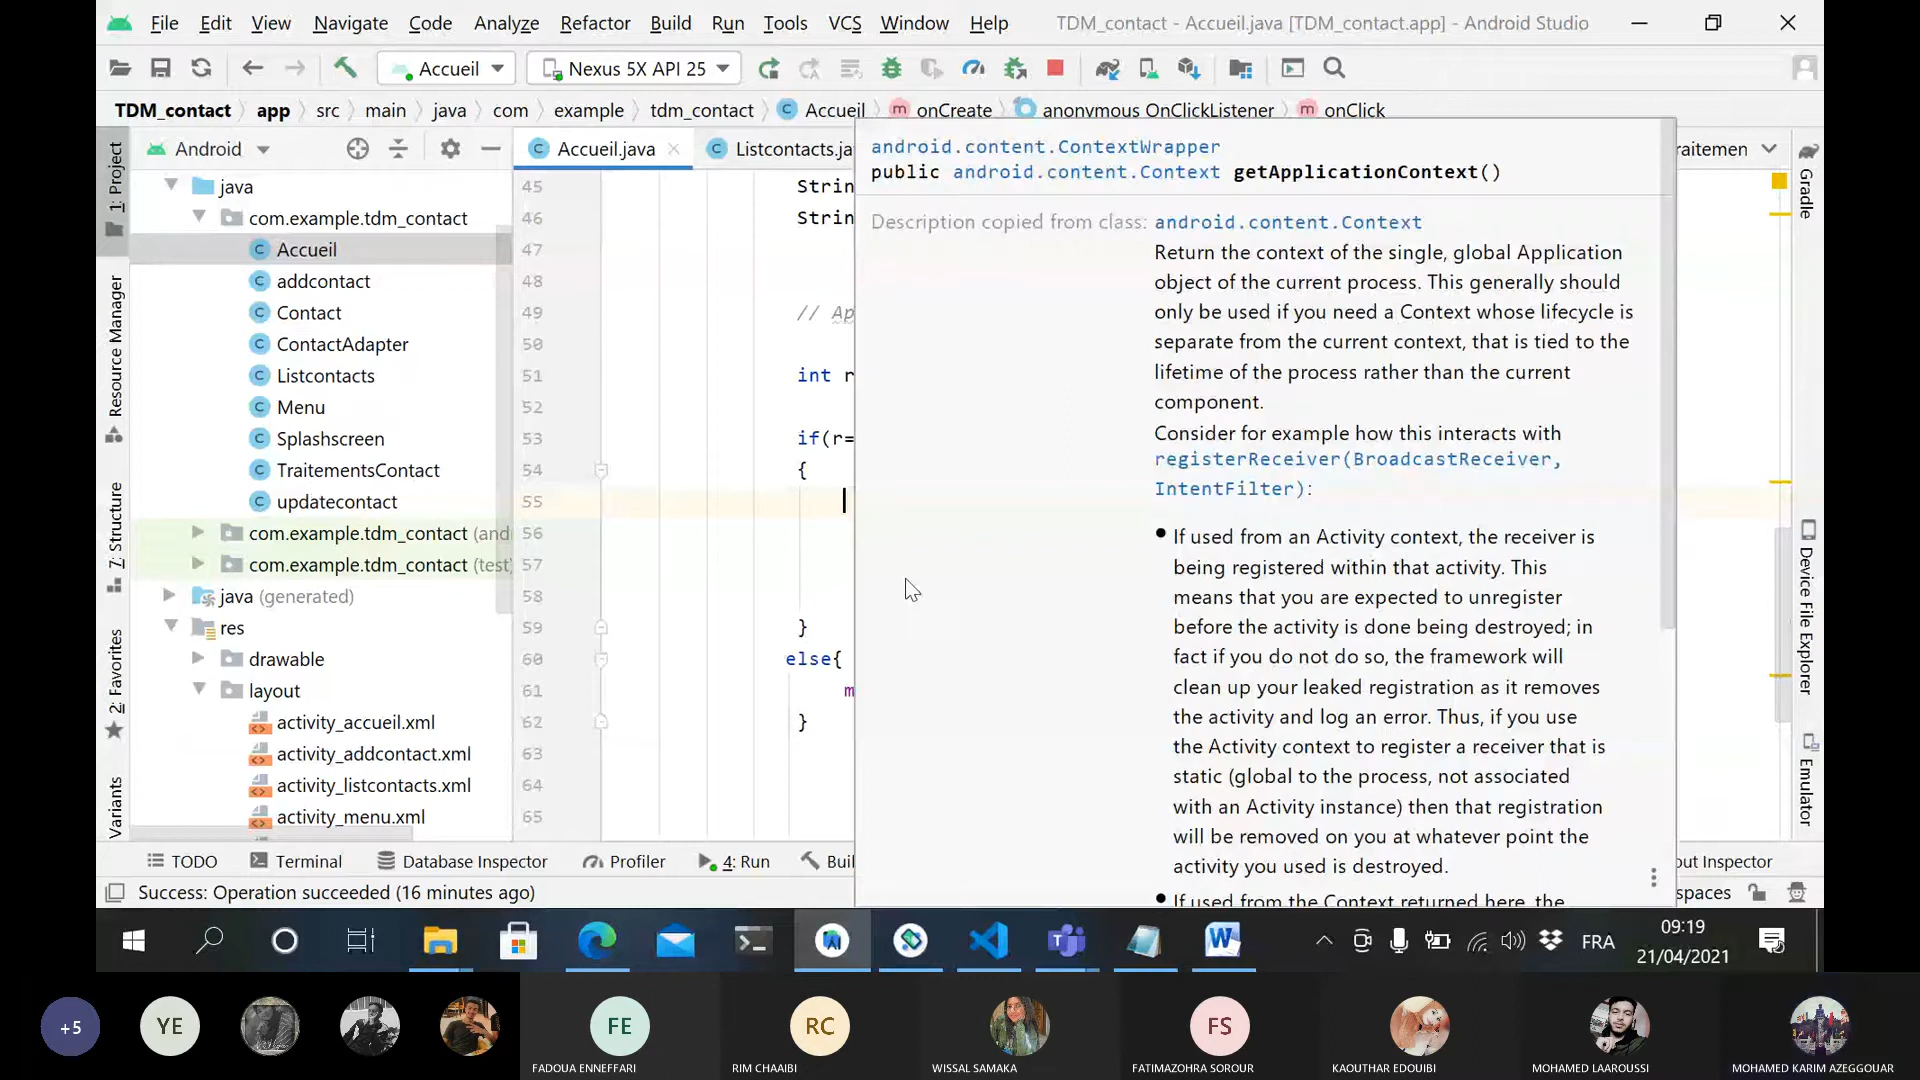 File Edit View Navigate Code Analyze Refactor Build Run Tools VCS Window Help TDM_contact - Accueil.java [TDM_contact.app] - Android Studio
Accueil Nexus 5X API 25
TDM_contact app src main java com example tdm_contact Accueil onCreate anonymous OnClickListener onClick
Android Accueil.java Listcontacts.ja raitemen
1: Project
Resource Manager
7: Structure
2: Favorites
Variants
java
com.example.tdm_contact
Accueil
addcontact
Contact
ContactAdapter
Listcontacts
Menu
Splashscreen
TraitementsContact
updatecontact
com.example.tdm_contact (and
com.example.tdm_contact (test)
java (generated)
res
drawable
layout
activity_accueil.xml
activity_addcontact.xml
activity_listcontacts.xml
activity_menu.xml
45 Strin
46 Strin
47
48
49 // Ap
50
51 int r
52
53 if(r=
54 {
55
56
57
58
59 }
60 else{
61 m
62 }
63
64
65
android.content.ContextWrapper
public android.content.Context getApplicationContext()
Description copied from class: android.content.Context
Return the context of the single, global Application
object of the current process. This generally should
only be used if you need a Context whose lifecycle is
separate from the current context, that is tied to the
lifetime of the process rather than the current
component.
Consider for example how this interacts with
registerReceiver(BroadcastReceiver,
IntentFilter):
● If used from an Activity context, the receiver is
being registered within that activity. This
means that you are expected to unregister
before the activity is done being destroyed; in
fact if you do not do so, the framework will
clean up your leaked registration as it removes
the activity and log an error. Thus, if you use
the Activity context to register a receiver that is
static (global to the process, not associated
with an Activity instance) then that registration
will be removed on you at whatever point the
activity you used is destroyed.
● If used from the Context returned here, the
Gradle
Device File Explorer
Emulator
TODO Terminal Database Inspector Profiler 4: Run Buil out Inspector
Success: Operation succeeded (16 minutes ago) spaces
FRA
09:19
21/04/2021
+5 YE FE RC FS
FADOUA ENNEFFARI RIM CHAAIBI WISSAL SAMAKA FATIMAZOHRA SOROUR KAOUTHAR EDOUIBI MOHAMED LAAROUSSI MOHAMED KARIM AZEGGOUAR